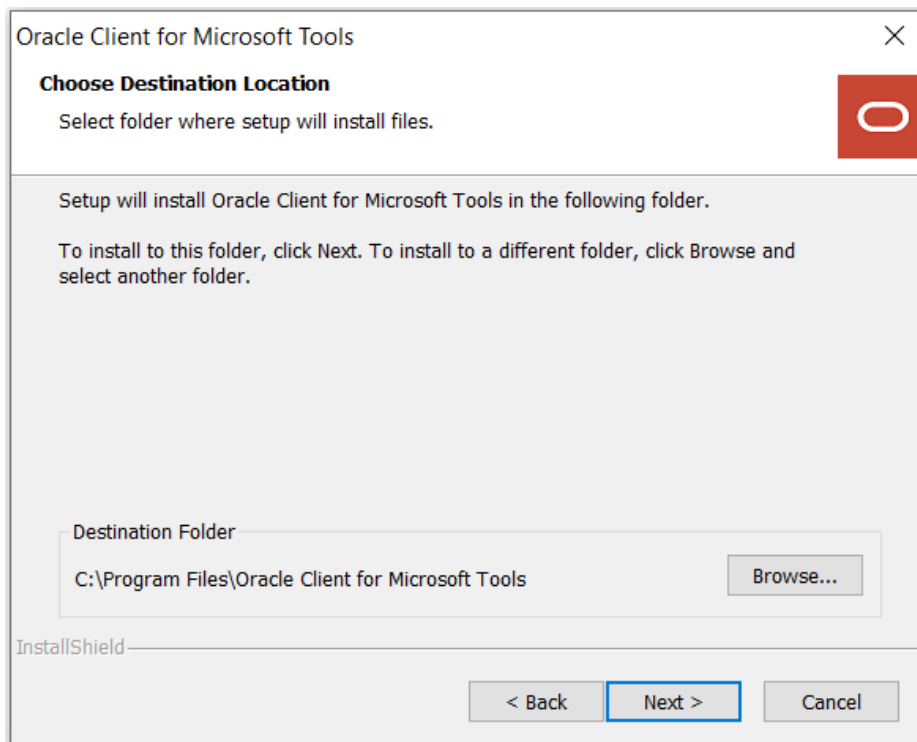 Oracle Client for Microsoft Tools
Choose Destination Location
Select folder where setup will install files.
Setup will install Oracle Client for Microsoft Tools in the following folder.
To install to this folder, click Next. To install to a different folder, click Browse and
select another folder.
Destination Folder
C:\Program Files\Oracle Client for Microsoft Tools
Browse...
InstallShield
< Back
Next >
Cancel